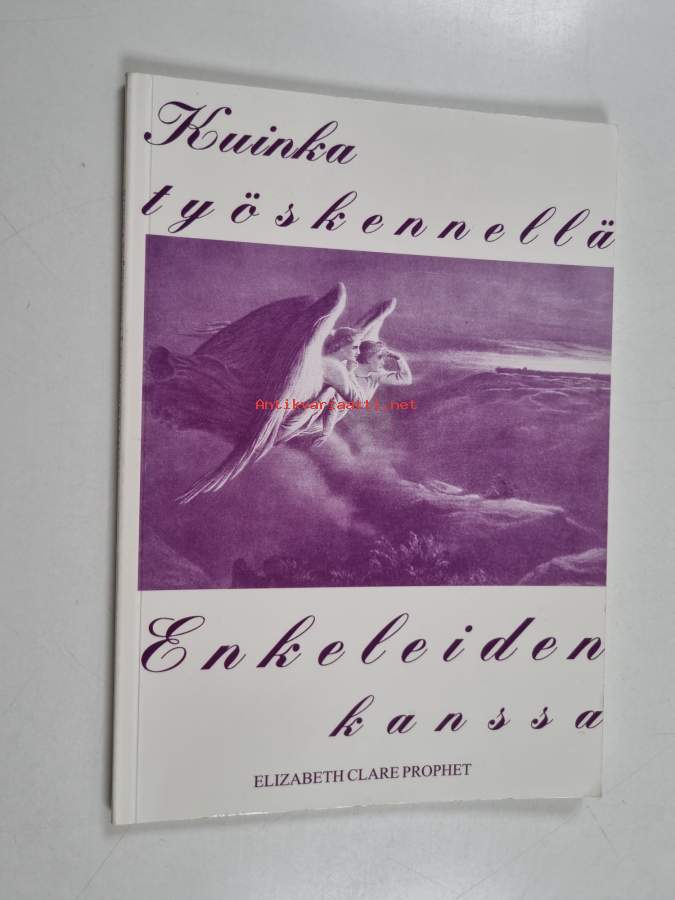 Kuinka
työskennellä
Antikvariaatti.net
Enkeleiden
kanssa
ELIZABETH CLARE PROPHET